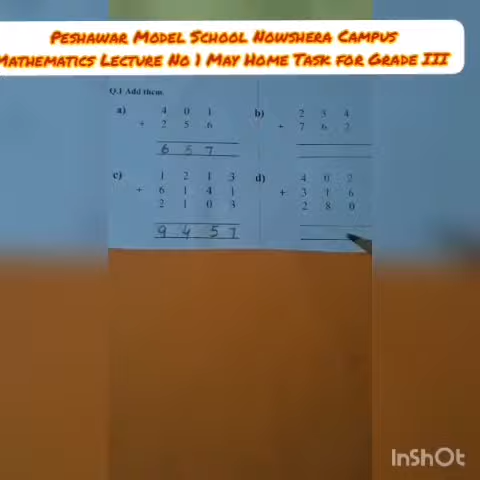 Peshawar Model School Nowshera Campus
Mathematics Lecture No 1 May Home Task for Grade III
Q.1 Add them.
a) 4 0 1
+ 2 5 6
6 5 7
b) 2 3 4
+ 7 6 2
c) 1 2 1 3
+ 6 1 4 1
2 1 0 3
9 4 5 7
d) 4 0 2
+ 3 1 6
2 8 0
InShOt